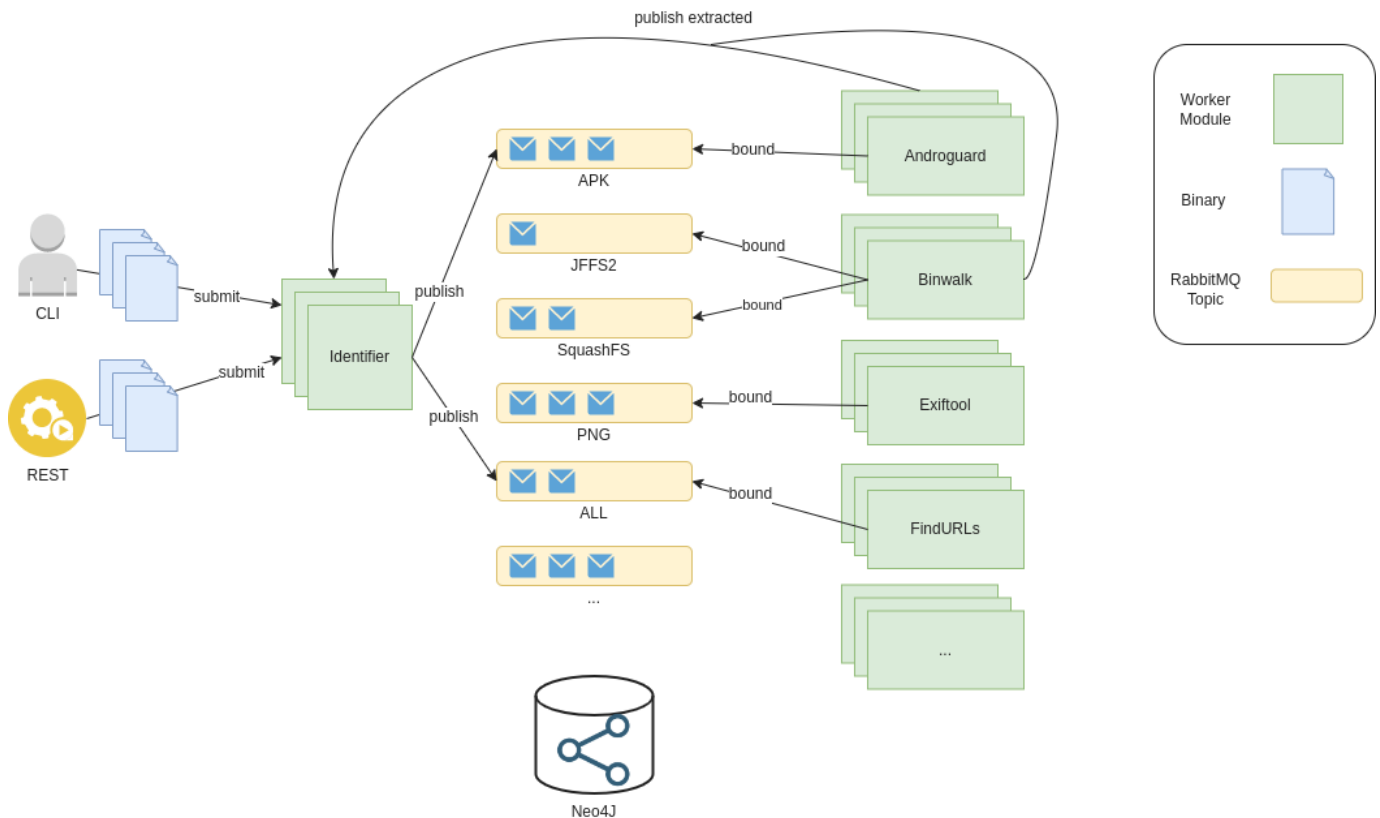 publish extracted
Worker
Module
Binary
RabbitMQ
Topic
CLI
submit
REST
submit
Identifier
publish
publish
APK
JFFS2
SquashFS
PNG
ALL
...
bound
bound
bound
bound
bound
Androguard
Binwalk
Exiftool
FindURLs
...
Neo4J